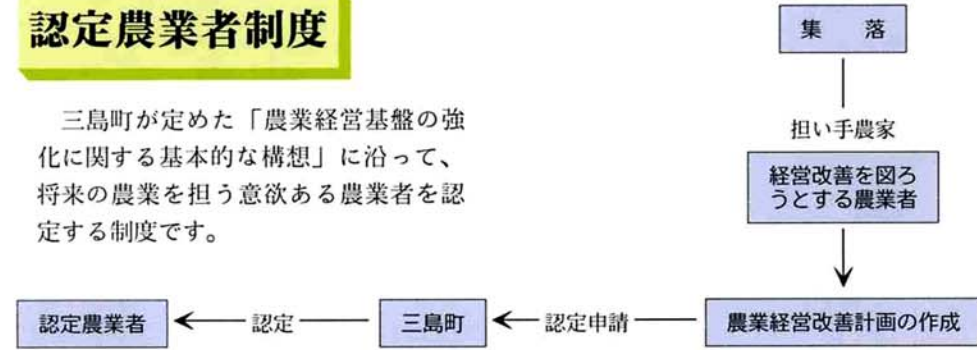 認定農業者制度
三島町が定めた「農業経営基盤の強
化に関する基本的な構想」に沿って、
将来の農業を担う意欲ある農業者を認
定する制度です。
集　落
担い手農家
経営改善を図ろ
うとする農業者
農業経営改善計画の作成
認定申請
三島町
認定
認定農業者